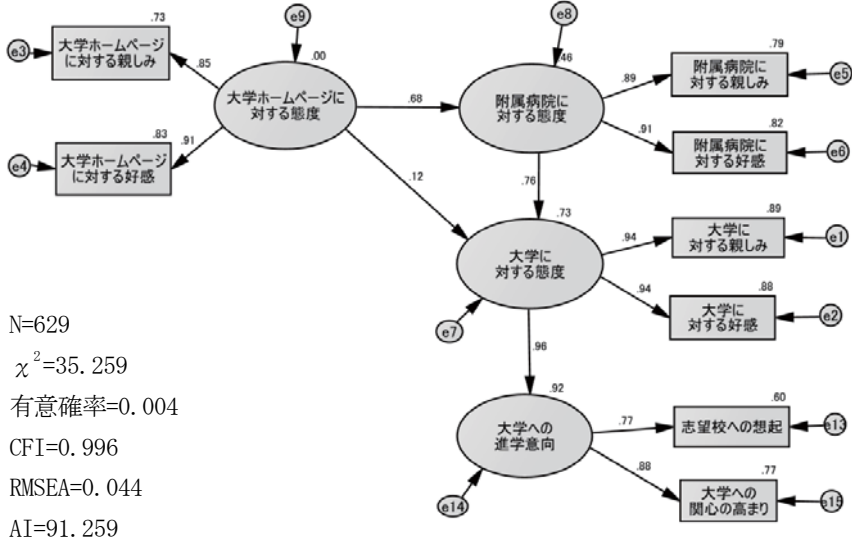 e9
e8
.73
e3
大学ホームページ
に対する親しみ
.85
.00
大学ホームページに
対する態度
.68
.46
附属病院に
対する態度
.89
.79
附属病院に
対する親しみ
e5
.83
e4
大学ホームページ
に対する好感
.91
.91
.82
附属病院に
対する好感
e6
.12
.76
.73
大学に
対する態度
.94
.89
大学に
対する親しみ
e1
.94
.88
大学に
対する好感
e2
e7
.96
N=629
χ²=35.259
有意確率=0.004
CFI=0.996
RMSEA=0.044
AI=91.259
.92
大学への
進学意向
.77
.60
志望校への想起
e13
.88
.77
大学への
関心の高まり
e15
e14